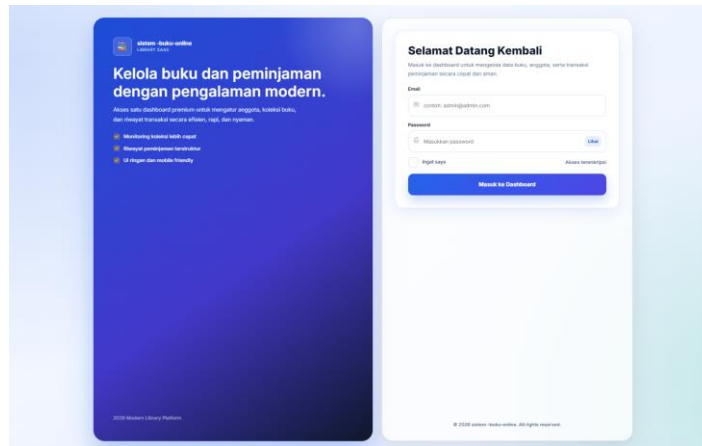 sistem -buku-online
LIBRARY SAAS
Kelola buku dan peminjaman
dengan pengalaman modern.
Akses satu dashboard premium untuk mengatur anggota, koleksi buku,
dan riwayat transaksi secara efisien, rapi, dan nyaman.
Monitoring koleksi lebih cepat
Riwayat peminjaman terstruktur
UI ringan dan mobile friendly
2026 Modern Library Platform
Selamat Datang Kembali
Masuk ke dashboard untuk mengelola data buku, anggota, serta transaksi
peminjaman secara cepat dan aman.
Email
contoh: admin@admin.com
Password
Masukkan password
Lihat
Ingat saya
Akses terenkripsi
Masuk ke Dashboard
© 2026 sistem -buku-online. All rights reserved.